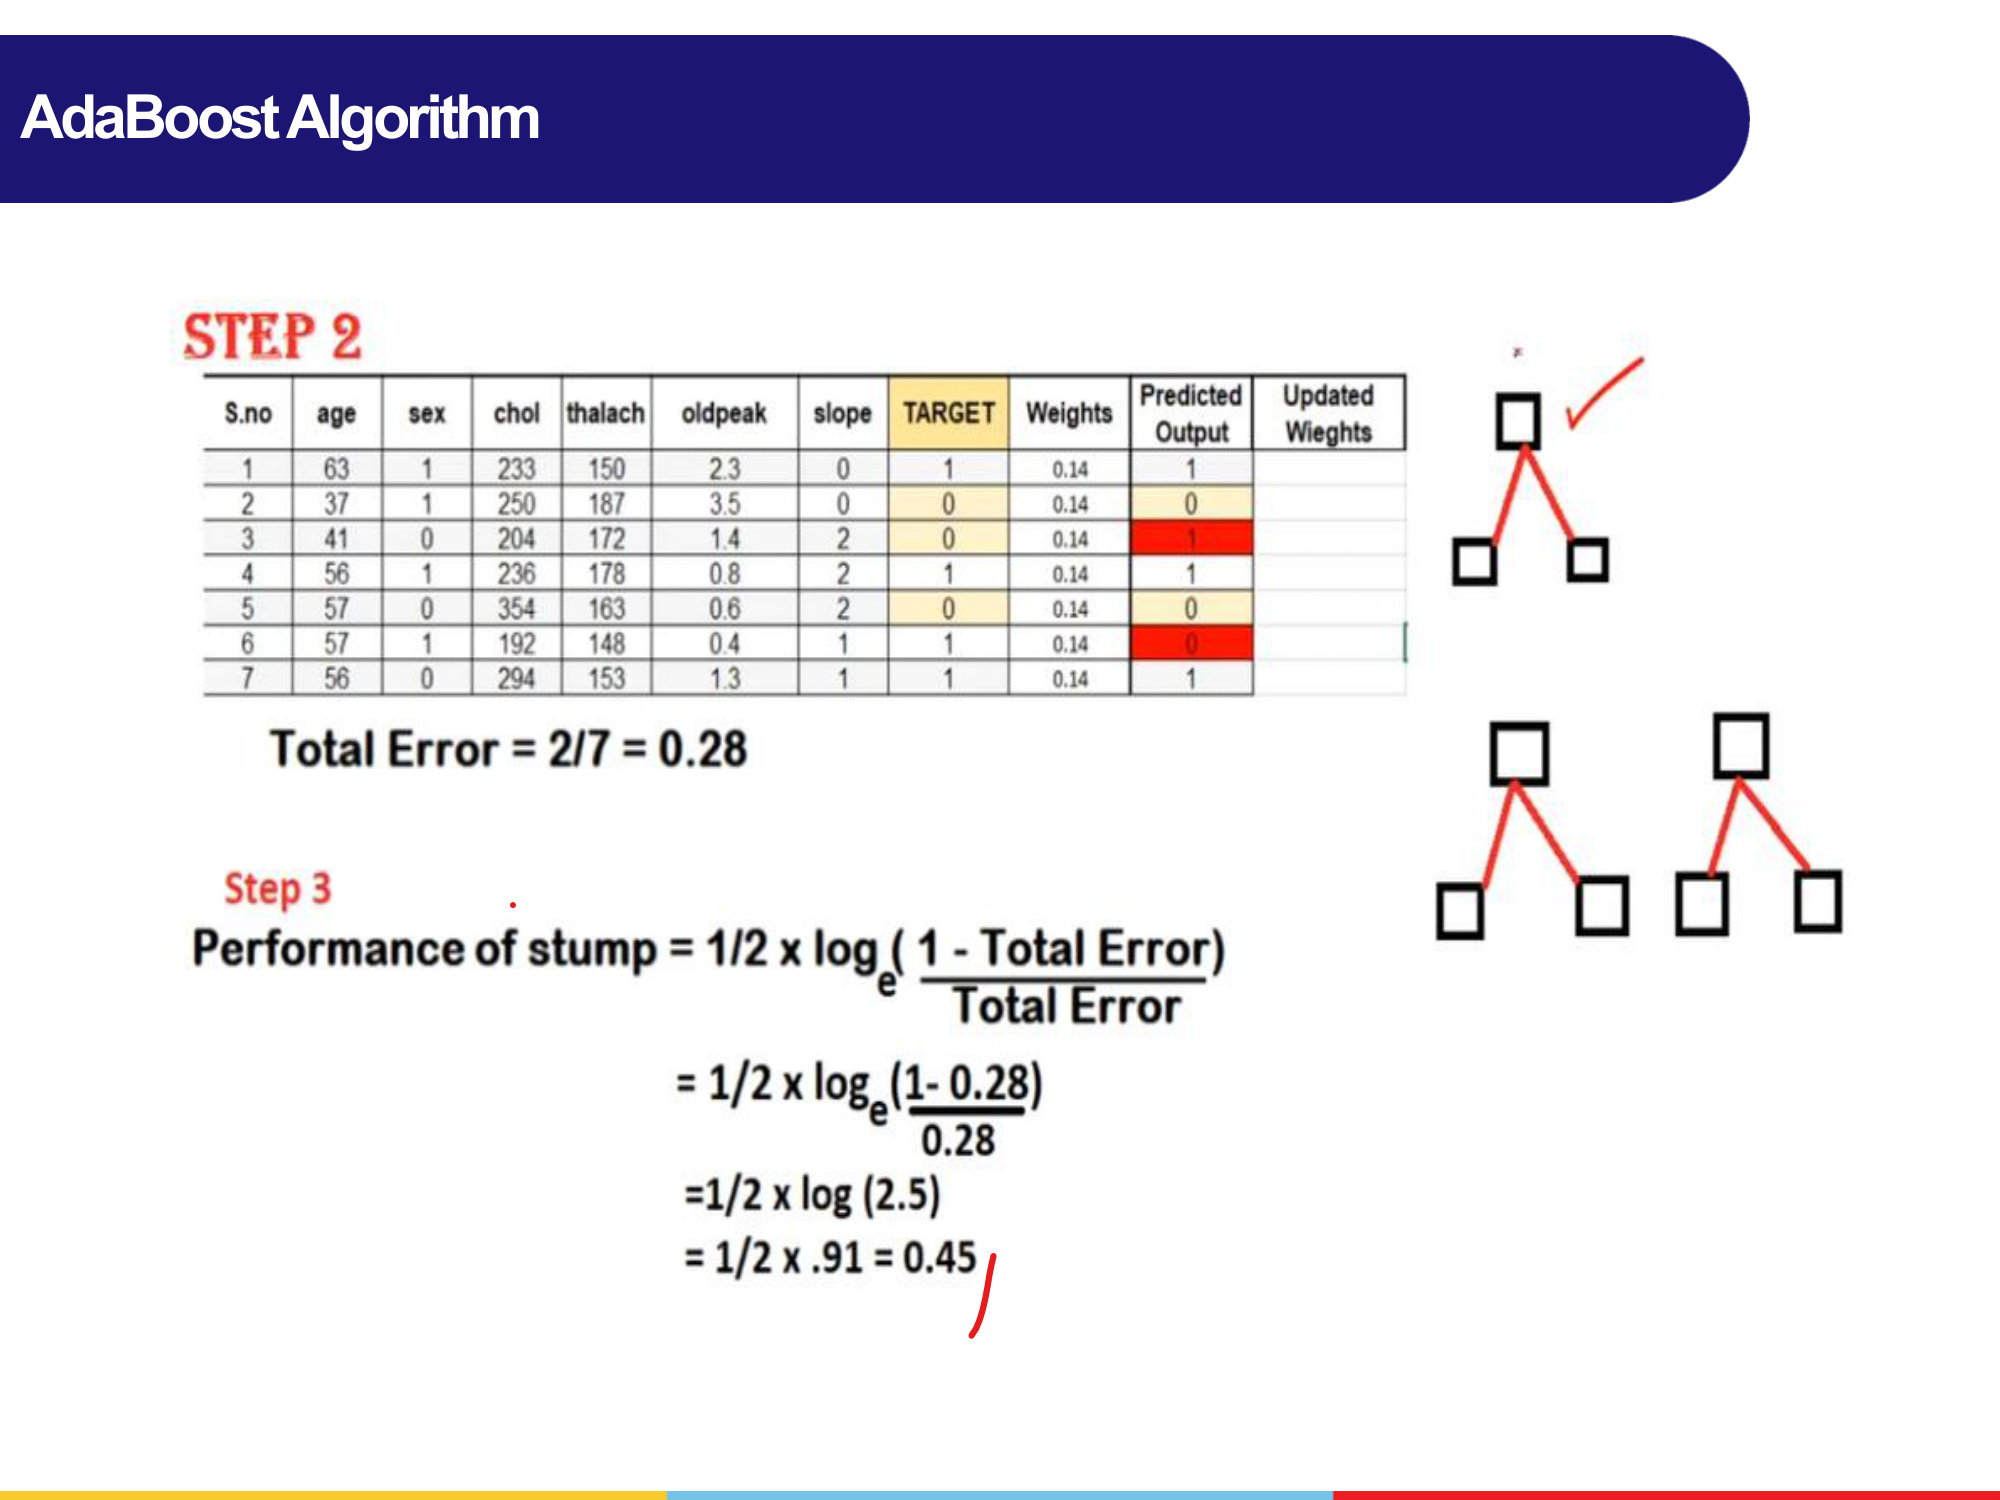 AdaBoost Algorithm
STEP 2
S.no age sex chol thalach oldpeak slope TARGET Weights Predicted Output Updated Wieghts
1 63 1 233 150 2.3 0 1 0.14 1
2 37 1 250 187 3.5 0 0 0.14 0
3 41 0 204 172 1.4 2 0 0.14 1
4 56 1 236 178 0.8 2 1 0.14 1
5 57 0 354 163 0.6 2 0 0.14 0
6 57 1 192 148 0.4 1 1 0.14 0
7 56 0 294 153 1.3 1 1 0.14 1
Total Error = 2/7 = 0.28
Step 3
Performance of stump = 1/2 x log e ( 1 - Total Error)
Total Error
= 1/2 x log e (1- 0.28)
0.28
=1/2 x log (2.5)
= 1/2 x .91 = 0.45